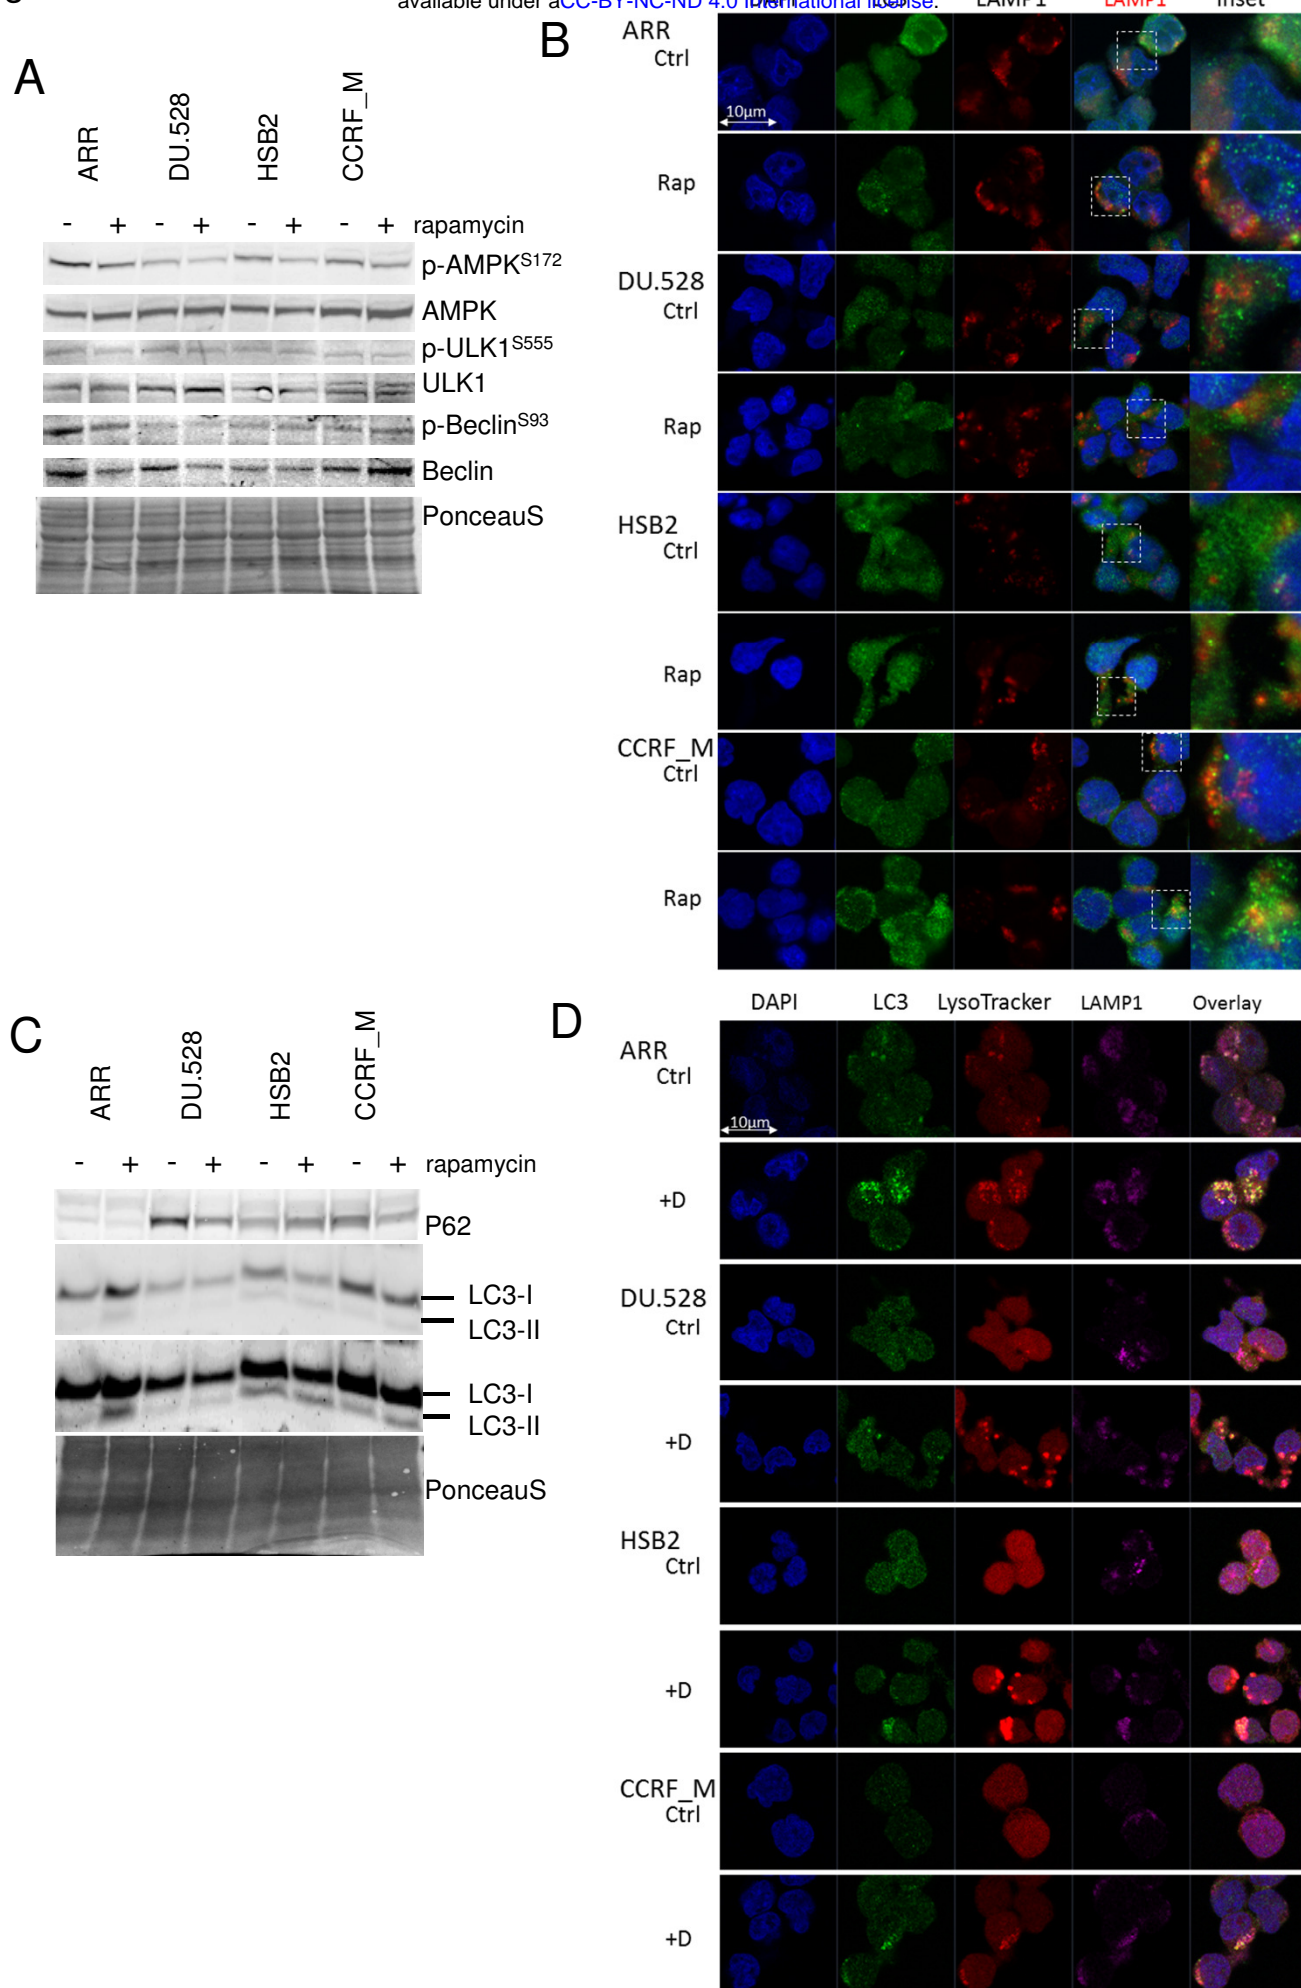 available under aCC-BY-NC-ND 4.0 International license.
LAMP1
LAMP1
Inset
A
ARR
DU.528
HSB2
CCRF_M
- + - + - + - + rapamycin
p-AMPKS172
AMPK
p-ULK1S555
ULK1
p-BeclinS93
Beclin
PonceauS
B
ARR
Ctrl
10µm
Rap
DU.528
Ctrl
Rap
HSB2
Ctrl
Rap
CCRF_M
Ctrl
Rap
C
ARR
DU.528
HSB2
CCRF_M
- + - + - + - + rapamycin
P62
LC3-I
LC3-II
LC3-I
LC3-II
PonceauS
D
DAPI LC3 LysoTracker LAMP1 Overlay
ARR
Ctrl
10µm
+D
DU.528
Ctrl
+D
HSB2
Ctrl
+D
CCRF_M
Ctrl
+D